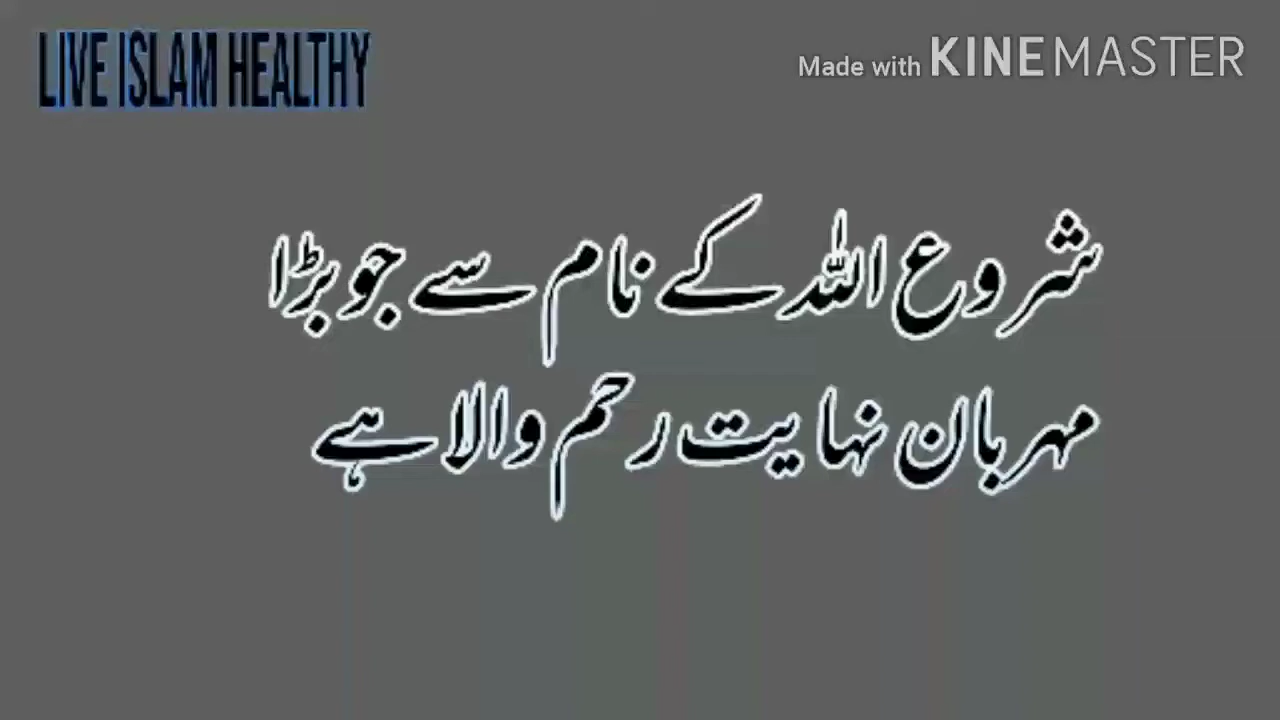 LIVE ISLAM HEALTHY
Made with KINEMASTER
شروع اللہ کے نام سے جو بڑا
مہربان نہایت رحم والا ہے